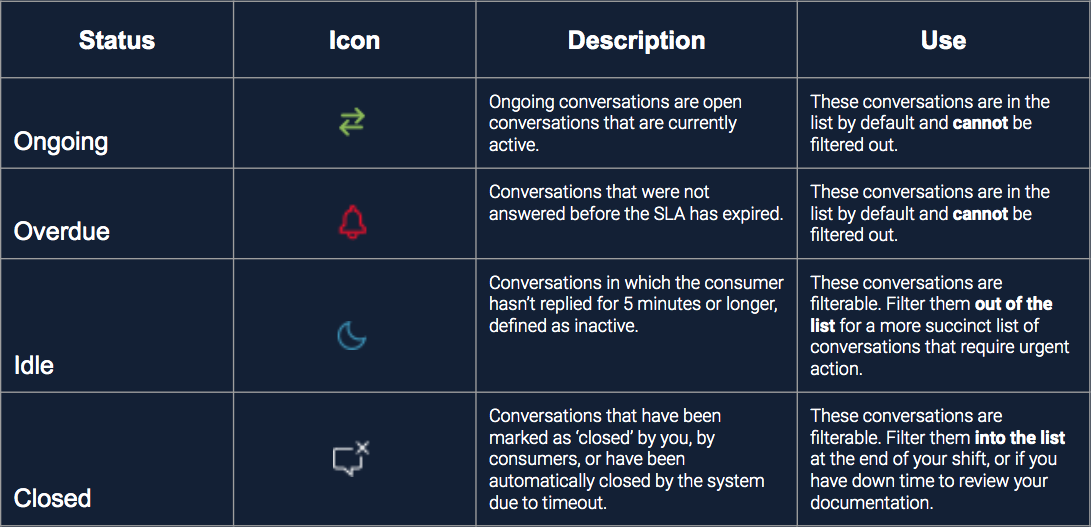 Status
Icon
Description
Use
Ongoing
Ongoing conversations are open
conversations that are currently
active.
These conversations are in the
list by default and cannot be
filtered out.
Overdue
Conversations that were not
answered before the SLA has expired.
These conversations are in the
list by default and cannot be
filtered out.
Idle
Conversations in which the consumer
hasn't replied for 5 minutes or longer,
defined as inactive.
These conversations are
filterable. Filter them out of the
list for a more succinct list of
conversations that require urgent
action.
Closed
Conversations that have been
marked as ‘closed’ by you, by
consumers, or have been
automatically closed by the system
due to timeout.
These conversations are
filterable. Filter them into the list
at the end of your shift, or if you
have down time to review your
documentation.